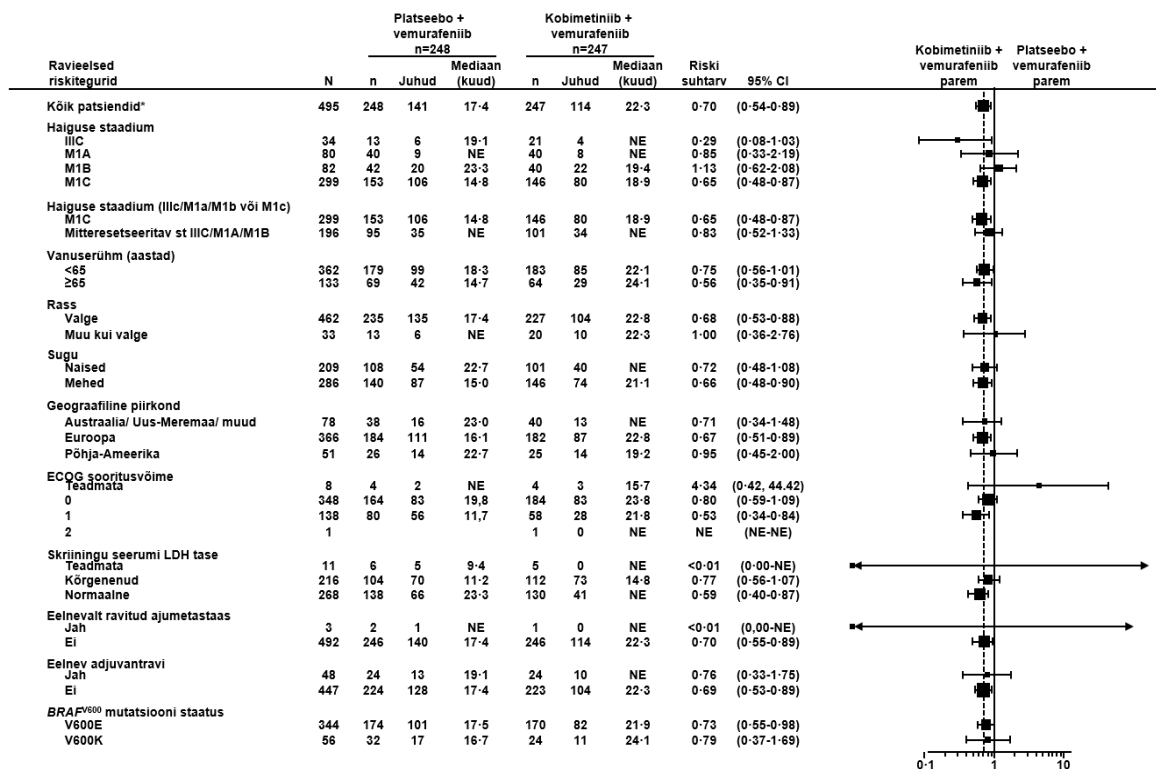 Platseebo + vemurafeniib n=248
Kobimetiniib + vemurafeniib n=247
Ravieelsed riskitegurid N n Juhud Mediaan (kuud) n Juhud Mediaan (kuud) Riski suhtarv 95% CI
Kobimetiniib + vemurafeniib parem
Platseebo + vemurafeniib parem
Kõik patsiendid* 495 248 141 17·4 247 114 22·3 0·70 (0·54-0·89)
Haiguse staadium
IIIC 34 13 6 19·1 21 4 NE 0·29 (0·08-1·03)
M1A 80 40 9 NE 40 8 NE 0·85 (0·33-2·19)
M1B 82 42 20 23·3 40 22 19·4 1·13 (0·62-2·08)
M1C 299 153 106 14·8 146 80 18·9 0·65 (0·48-0·87)
Haiguse staadium (IIIc/M1a/M1b või M1c)
M1C 299 153 106 14·8 146 80 18·9 0·65 (0·48-0·87)
Mitteresetseeritav st IIIC/M1A/M1B 196 95 35 NE 101 34 NE 0·83 (0·52-1·33)
Vanuserühm (aastad)
<65 362 179 99 18·3 183 85 22·1 0·75 (0·56-1·01)
≥65 133 69 42 14·7 64 29 24·1 0·56 (0·35-0·91)
Rass
Valge 462 235 135 17·4 227 104 22·8 0·68 (0·53-0·88)
Muu kui valge 33 13 6 NE 20 10 22·3 1·00 (0·36-2·76)
Sugu
Naised 209 108 54 22·7 101 40 NE 0·72 (0·48-1·08)
Mehed 286 140 87 15·0 146 74 21·1 0·66 (0·48-0·90)
Geograafiline piirkond
Austraalia/ Uus-Meremaa/ muud 78 38 16 23·0 40 13 NE 0·71 (0·34-1·48)
Euroopa 366 184 111 16·1 182 87 22·8 0·67 (0·51-0·89)
Põhja-Ameerika 51 26 14 22·7 25 14 19·2 0·95 (0·45-2·00)
ECOG sooritusvõime
Teadmata 8 4 2 NE 4 3 15·7 4·34 (0·42, 44.42)
0 348 164 83 19,8 184 83 23·8 0·80 (0·59-1·09)
1 138 80 56 11,7 58 28 21·8 0·53 (0·34-0·84)
2 1 1 0 NE NE (NE-NE)
Skriiningu seerumi LDH tase
Teadmata 11 6 5 9·4 5 0 NE <0·01 (0·00-NE)
Kõrgenenud 216 104 70 11·2 112 73 14·8 0·77 (0·56-1·07)
Normaalne 268 138 66 23·3 130 41 NE 0·59 (0·40-0·87)
Eelnevalt ravitud ajumetastaas
Jah 3 2 1 NE 1 0 NE <0·01 (0,00-NE)
Ei 492 246 140 17·4 246 114 22·3 0·70 (0·55-0·89)
Eelnev adjuvantravi
Jah 48 24 13 19·1 24 10 NE 0·76 (0·33-1·75)
Ei 447 224 128 17·4 223 104 22·3 0·69 (0·53-0·89)
BRAFV600 mutatsiooni staatus
V600E 344 174 101 17·5 170 82 21·9 0·73 (0·55-0·98)
V600K 56 32 17 16·7 24 11 24·1 0·79 (0·37-1·69)
0·1 1 10